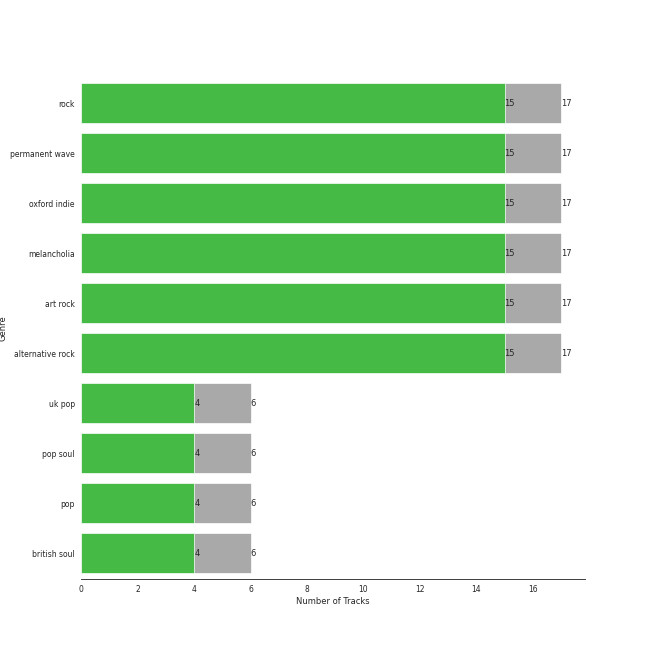 rock 15 17
permanent wave 15 17
oxford indie 15 17
melancholia 15 17
art rock 15 17
alternative rock 15 17
uk pop 4 6
pop soul 4 6
pop 4 6
british soul 4 6
0 2 4 6 8 10 12 14 16
Number of Tracks
Genre